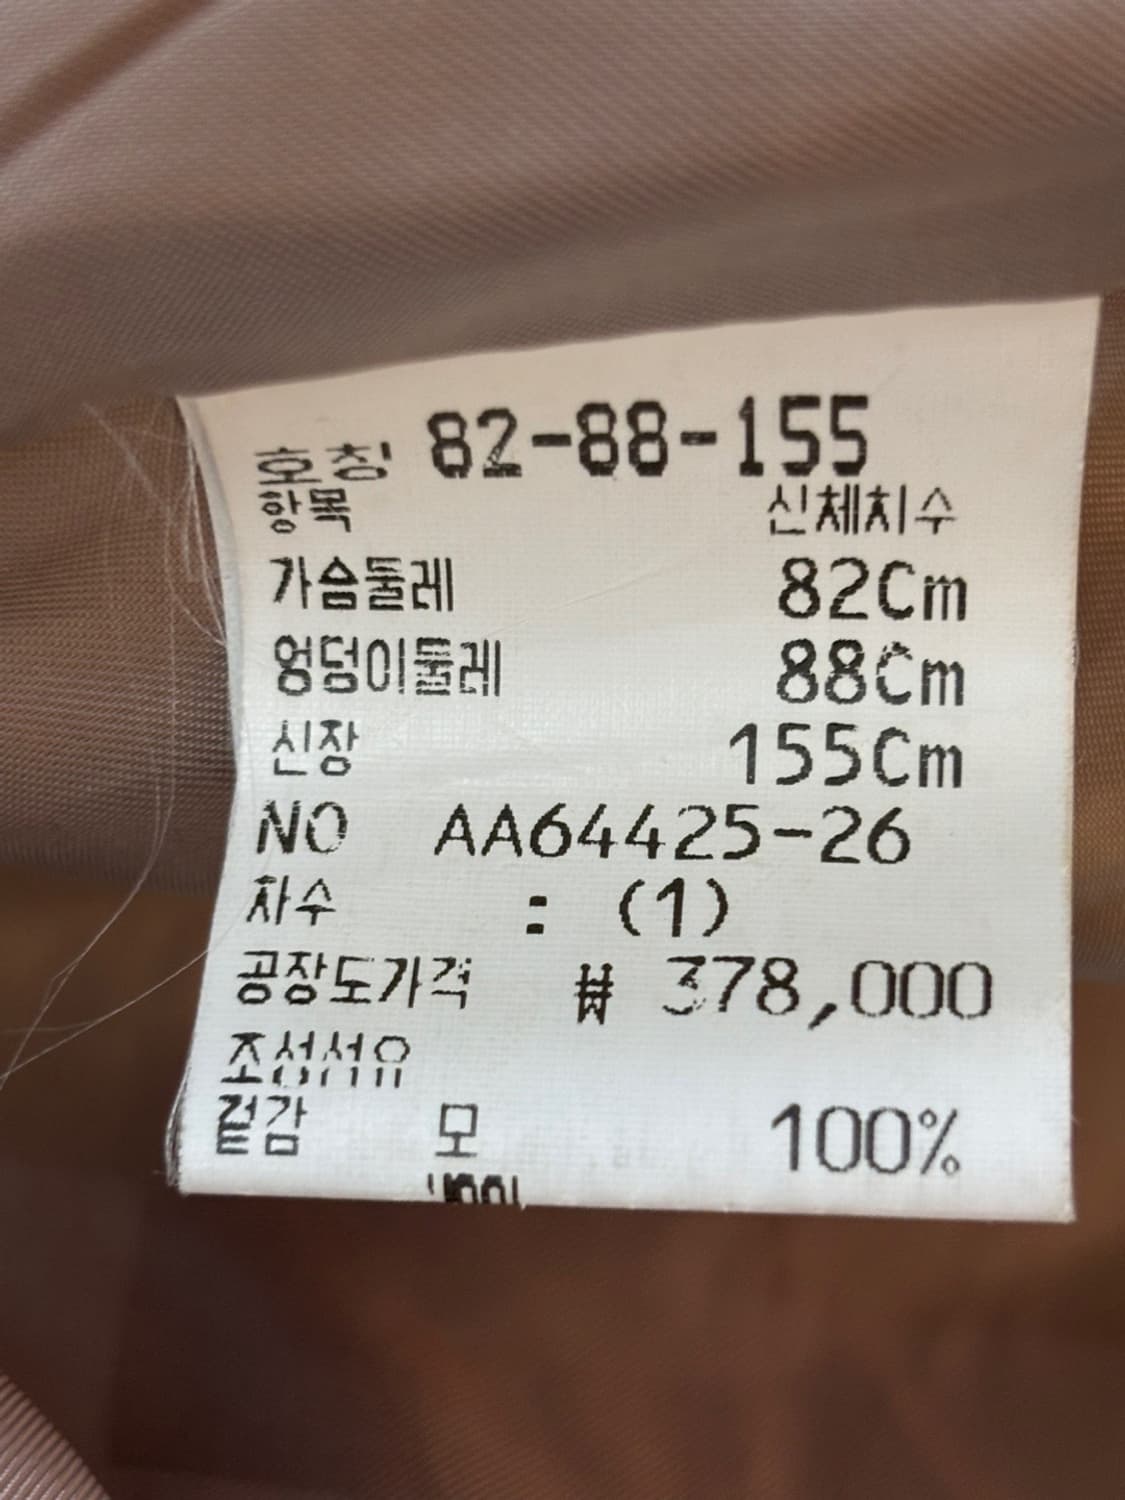 호칭 82-88-155
항목 신체치수
가슴둘레 82Cm
엉덩이둘레 88Cm
신장 155Cm
NO AA64425-26
차수 : (1)
공장도가격 ₩ 378,000
조성섬유
겉감 모 100%